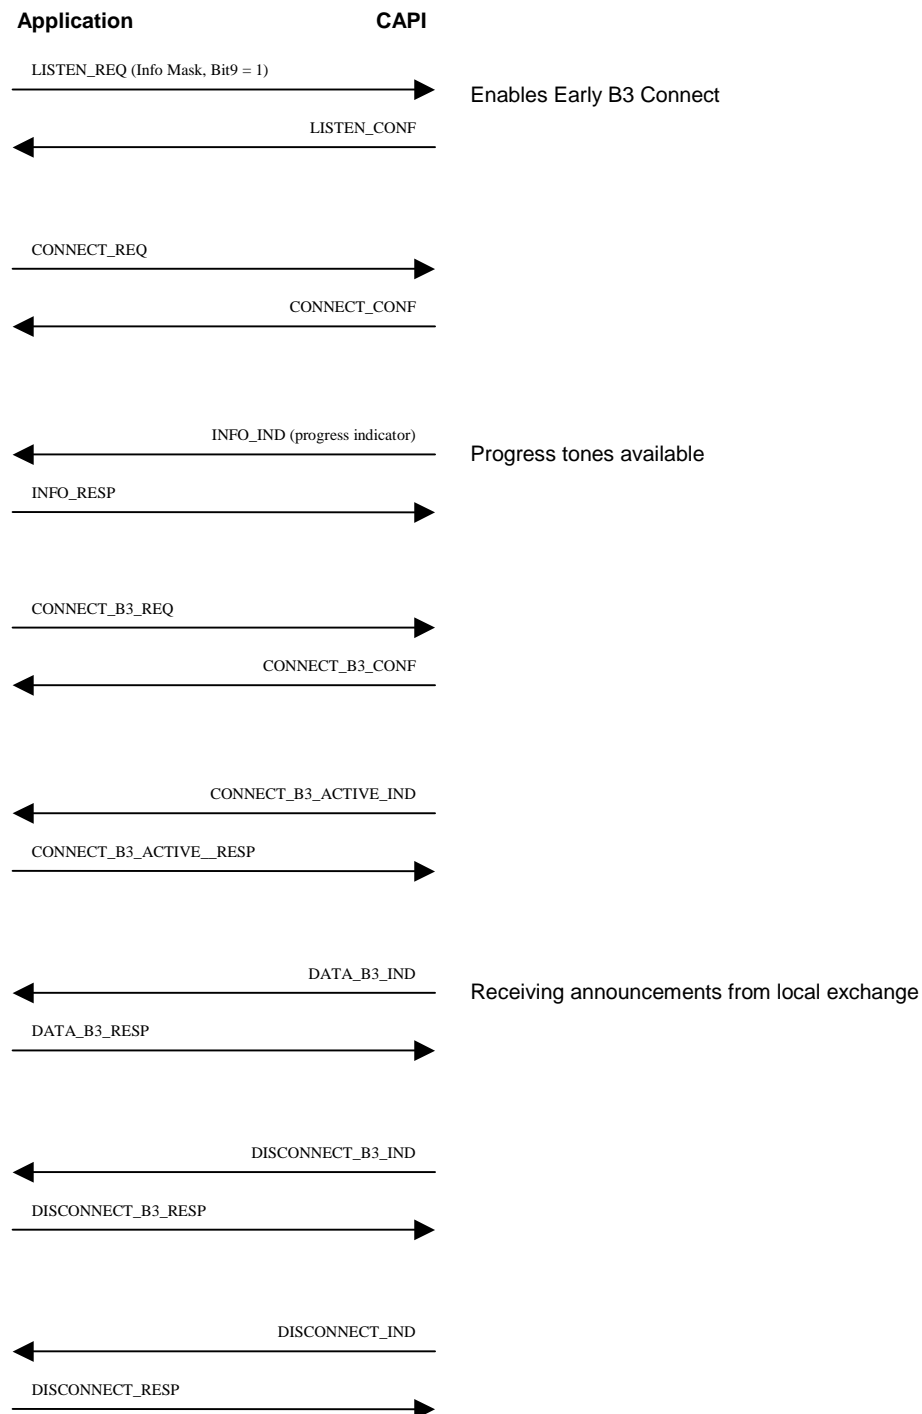 Application CAPI
LISTEN_REQ (Info Mask, Bit9 = 1)
Enables Early B3 Connect
LISTEN_CONF
CONNECT_REQ
CONNECT_CONF
INFO_IND (progress indicator)
Progress tones available
INFO_RESP
CONNECT_B3_REQ
CONNECT_B3_CONF
CONNECT_B3_ACTIVE_IND
CONNECT_B3_ACTIVE__RESP
DATA_B3_IND
Receiving announcements from local exchange
DATA_B3_RESP
DISCONNECT_B3_IND
DISCONNECT_B3_RESP
DISCONNECT_IND
DISCONNECT_RESP